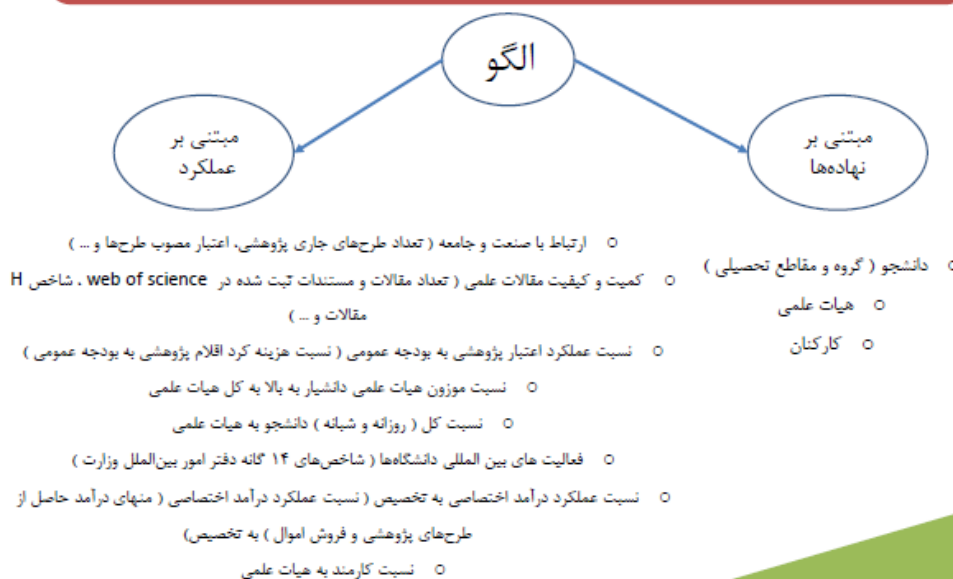 الگو
مبتنی بر
نهاده‌ها
مبتنی بر
عملکرد
o دانشجو ( گروه و مقاطع تحصیلی )
o هیات علمی
o کارکنان
o ارتباط با صنعت و جامعه ( تعداد طرح‌های جاری پژوهشی، اعتبار مصوب طرح‌ها و ... )
o کمیت و کیفیت مقالات علمی ( تعداد مقالات و مستندات ثبت شده در web of science ، شاخص H
مقالات و ... )
o نسبت عملکرد اعتبار پژوهشی به بودجه عمومی ( نسبت هزینه کرد اقلام پژوهشی به بودجه عمومی )
o نسبت موزون هیات علمی دانشیار به بالا به کل هیات علمی
o نسبت کل ( روزانه و شبانه ) دانشجو به هیات علمی
o فعالیت های بین المللی دانشگاه‌ها ( شاخص‌های ۱۴ گانه دفتر امور بین‌الملل وزارت )
o نسبت عملکرد درآمد اختصاصی به تخصیص ( نسبت عملکرد درآمد اختصاصی ( منهای درآمد حاصل از
طرح‌های پژوهشی و فروش اموال ) به تخصیص)
o نسبت کارمند به هیات علمی